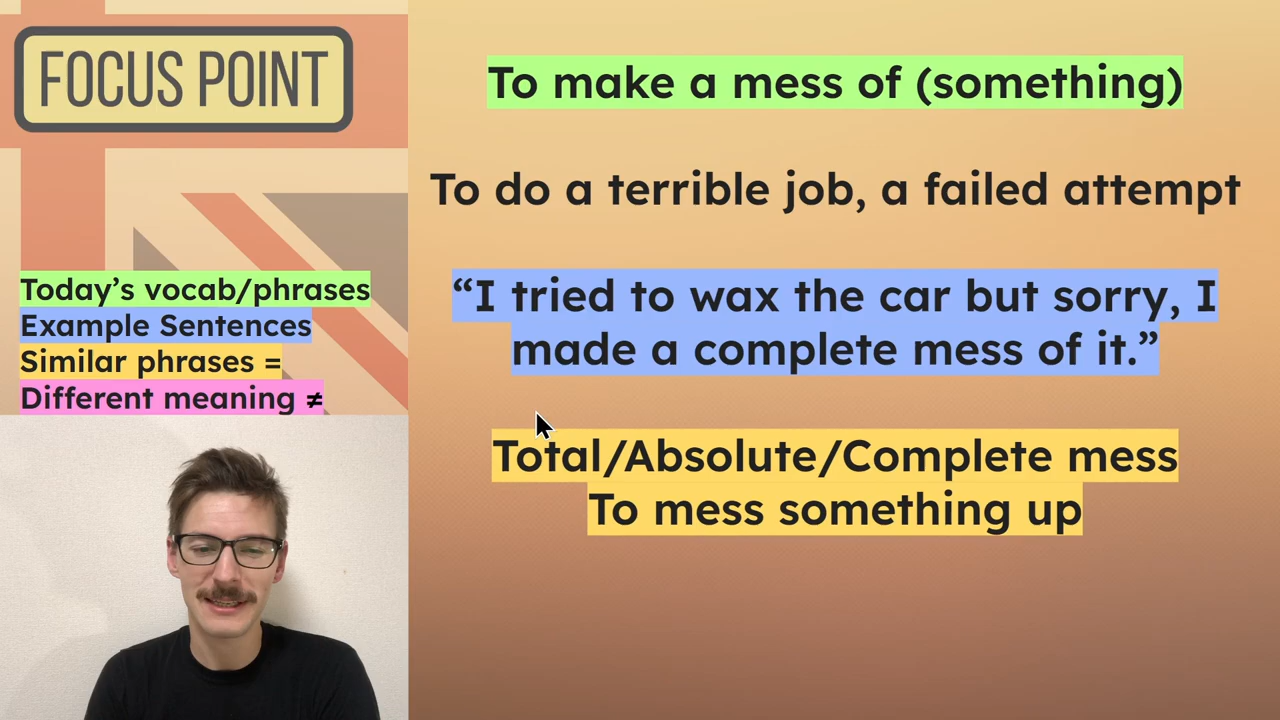 FOCUS POINT
Today’s vocab/phrases
Example Sentences
Similar phrases =
Different meaning ≠
To make a mess of (something)
To do a terrible job, a failed attempt
“I tried to wax the car but sorry, I
made a complete mess of it.”
Total/Absolute/Complete mess
To mess something up